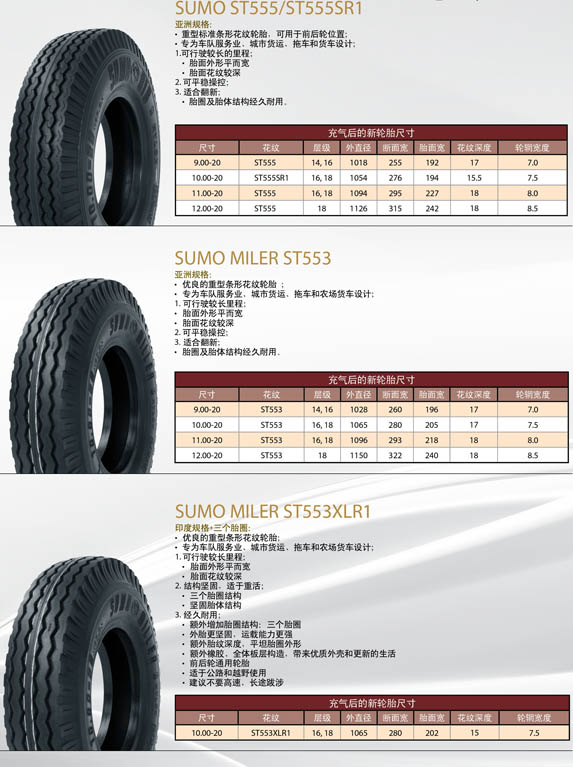 SUMO ST555/ST555SR1
亚洲规格:
• 重型标准条形花纹轮胎、可用于前后轮位置;
• 专为车队服务业、城市货运、拖车和货车设计;
1.可行驶较长的里程;
• 胎面外形平而宽
• 胎面花纹较深
2. 可平稳操控;
3. 适合翻新;
• 胎圈及胎体结构经久耐用.
充气后的新轮胎尺寸
尺寸 花纹 层级 外直径 断面宽 胎面宽 花纹深度 轮辋宽度
9.00-20 ST555 14, 16 1018 255 192 17 7.0
10.00-20 ST555SR1 16, 18 1054 276 194 15.5 7.5
11.00-20 ST555 16, 18 1094 295 227 18 8.0
12.00-20 ST555 18 1126 315 242 18 8.5
SUMO MILER ST553
亚洲规格:
• 优良的重型条形花纹轮胎 ;
• 专为车队服务业、城市货运、拖车和农场货车设计;
1. 可行驶较长里程;
• 胎面外形平而宽
• 胎面花纹较深
2. 可平稳操控;
3. 适合翻新;
• 胎圈及胎体结构经久耐用.
充气后的新轮胎尺寸
尺寸 花纹 层级 外直径 断面宽 胎面宽 花纹深度 轮辋宽度
9.00-20 ST553 14, 16 1028 260 196 17 7.0
10.00-20 ST553 16, 18 1065 280 205 17 7.5
11.00-20 ST553 16, 18 1096 293 218 18 8.0
12.00-20 ST553 18 1150 322 240 18 8.5
SUMO MILER ST553XLR1
印度规格+三个胎圈:
• 优良的重型条形花纹轮胎;
• 专为车队服务业、城市货运、拖车和农场货车设计;
1. 可行驶较长里程;
• 胎面外形平而宽
• 胎面花纹较深
2. 结构坚固、适于重活;
• 三个胎圈结构
• 坚固胎体结构
3. 经久耐用;
• 额外增加胎圈结构: 三个胎圈
• 外胎更坚固、运载能力更强
• 额外胎纹深度、平坦胎圈外形
• 额外橡胶、全体板层构造、带来优质外壳和更新的生活
• 前后轮通用轮胎
• 适于公路和越野使用
• 建议不要高速、长途跋涉
充气后的新轮胎尺寸
尺寸 花纹 层级 外直径 断面宽 胎面宽 花纹深度 轮辋宽度
10.00-20 ST553XLR1 16, 18 1065 280 202 15 7.5